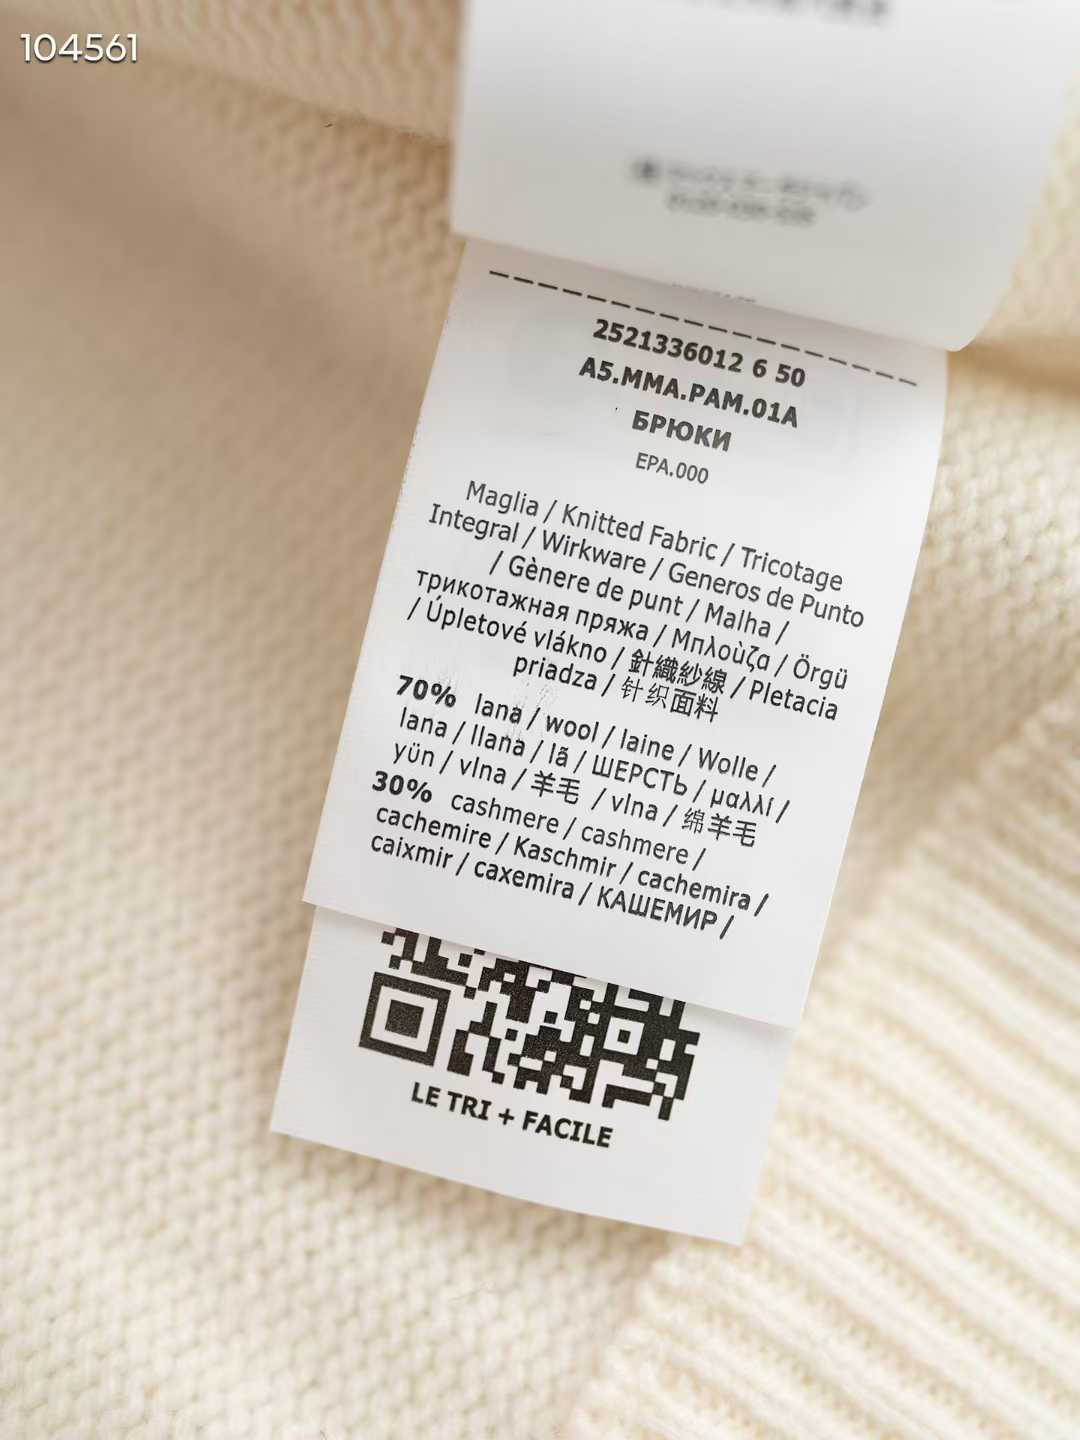 104561
2521336012 6 50
A5.MMA.PAM.01A
БРЮКИ
EPA.000
Maglia / Knitted Fabric / Tricotage
Integral / Wirkware / Generos de Punto
/ Gènere de punt / Malha /
трикотажная пряжа / Μπλοὺζα / Örgü
/ Úpletové vlákno / 針織紗線 / Pletacia
priadza / 针织面料
70% lana / wool / laine / Wolle /
lana / llana / lã / ШЕРСТЬ / μαλλί /
yün / vlna / 羊毛 / vlna / 绵羊毛
30% cashmere / cashmere /
cachemire / Kaschmir / cachemira /
caixmir / caxemira / КАШЕМИР /
LE TRI + FACILE